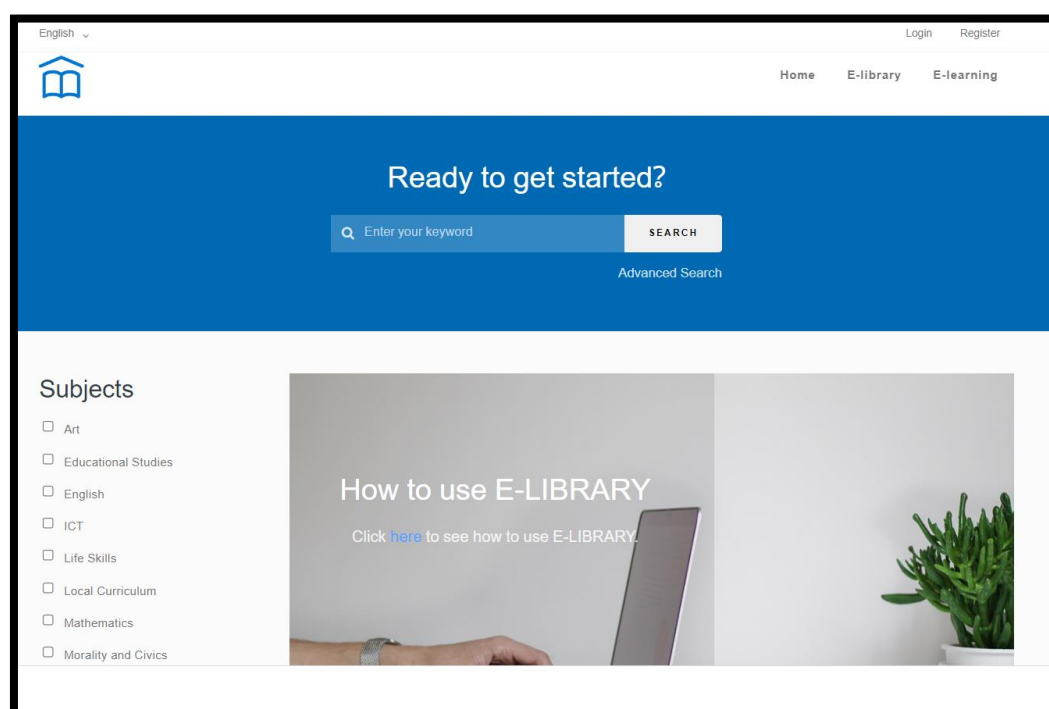 English
Login Register
Home E-library E-learning
Ready to get started?
Enter your keyword
SEARCH
Advanced Search
Subjects
Art
Educational Studies
English
ICT
Life Skills
Local Curriculum
Mathematics
Morality and Civics
How to use E-LIBRARY
Click here to see how to use E-LIBRARY.